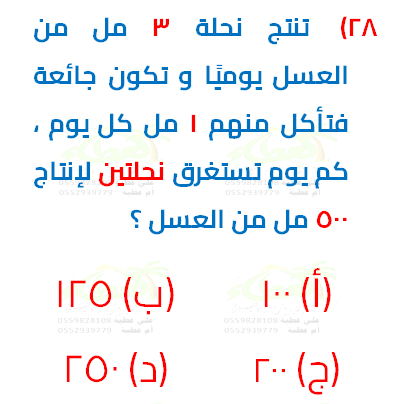 ٢٨) تنتج نحلة ٣ مل من
العسل يوميًا و تكون جائعة
فتأكل منهم ١ مل كل يوم ،
كم يوم تستغرق نحلتين لإنتاج
٥٠٠ مل من العسل ؟
(أ) ١٠٠ (ب) ١٢٥
(ج) ٢٠٠ (د) ٢٥٠